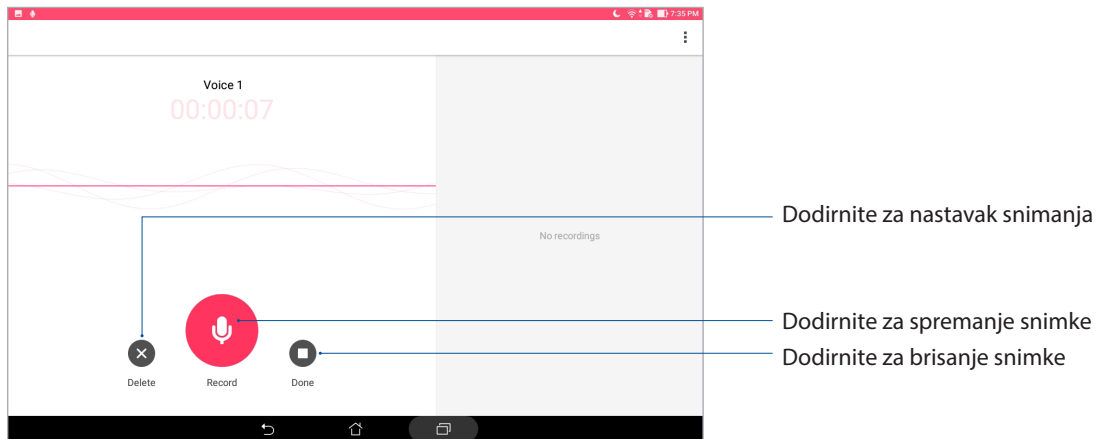 7:35 PM
Voice 1
00:00:07
No recordings
Delete
Record
Done
Dodirnite za nastavak snimanja
Dodirnite za spremanje snimke
Dodirnite za brisanje snimke